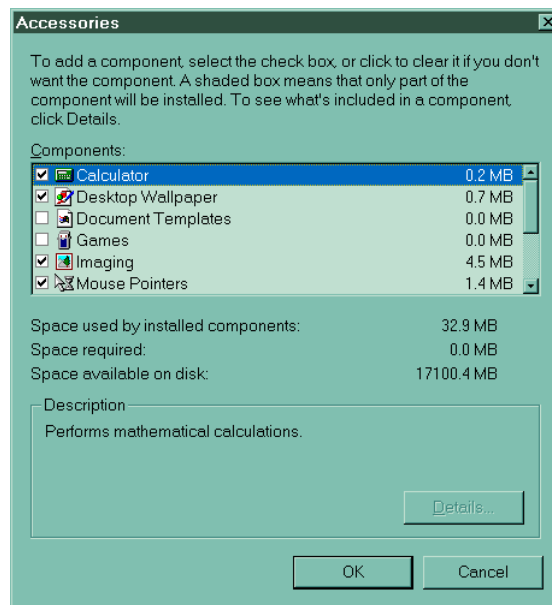 Accessories
To add a component, select the check box, or click to clear it if you don't
want the component. A shaded box means that only part of the
component will be installed. To see what's included in a component,
click Details.
Components:
Calculator 0.2 MB
Desktop Wallpaper 0.7 MB
Document Templates 0.0 MB
Games 0.0 MB
Imaging 4.5 MB
Mouse Pointers 1.4 MB
Space used by installed components: 32.9 MB
Space required: 0.0 MB
Space available on disk: 17100.4 MB
Description
Performs mathematical calculations.
Details...
OK Cancel